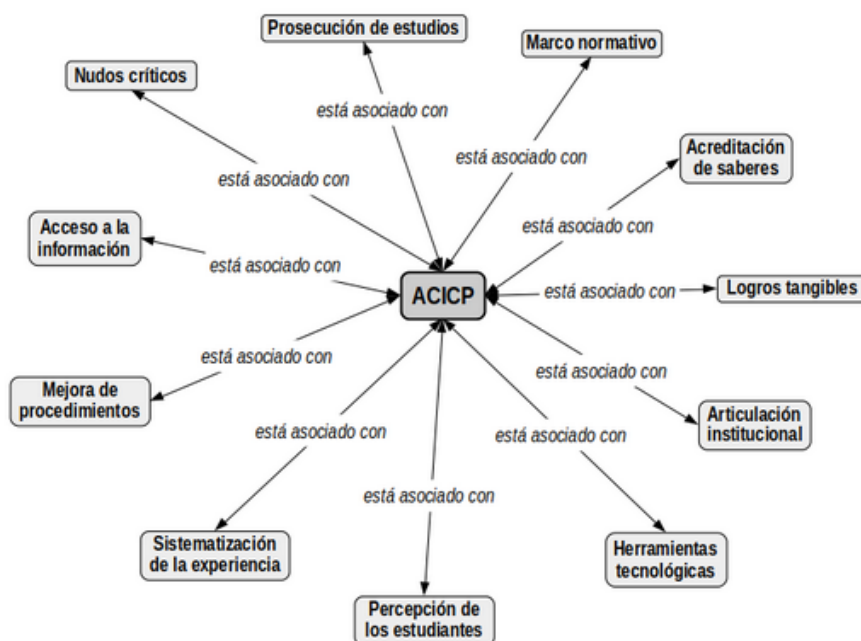 Prosecución de estudios
Marco normativo
Nudos críticos
está asociado con
está asociado con
Acreditación
de saberes
está asociado con
está asociado con
Acceso a la
información
está asociado con
ACICP
está asociado con
Logros tangibles
está asociado con
está asociado con
Mejora de
procedimientos
Articulación
institucional
está asociado con
está asociado con
está asociado con
Sistematización
de la experiencia
Herramientas
tecnológicas
Percepción de
los estudiantes